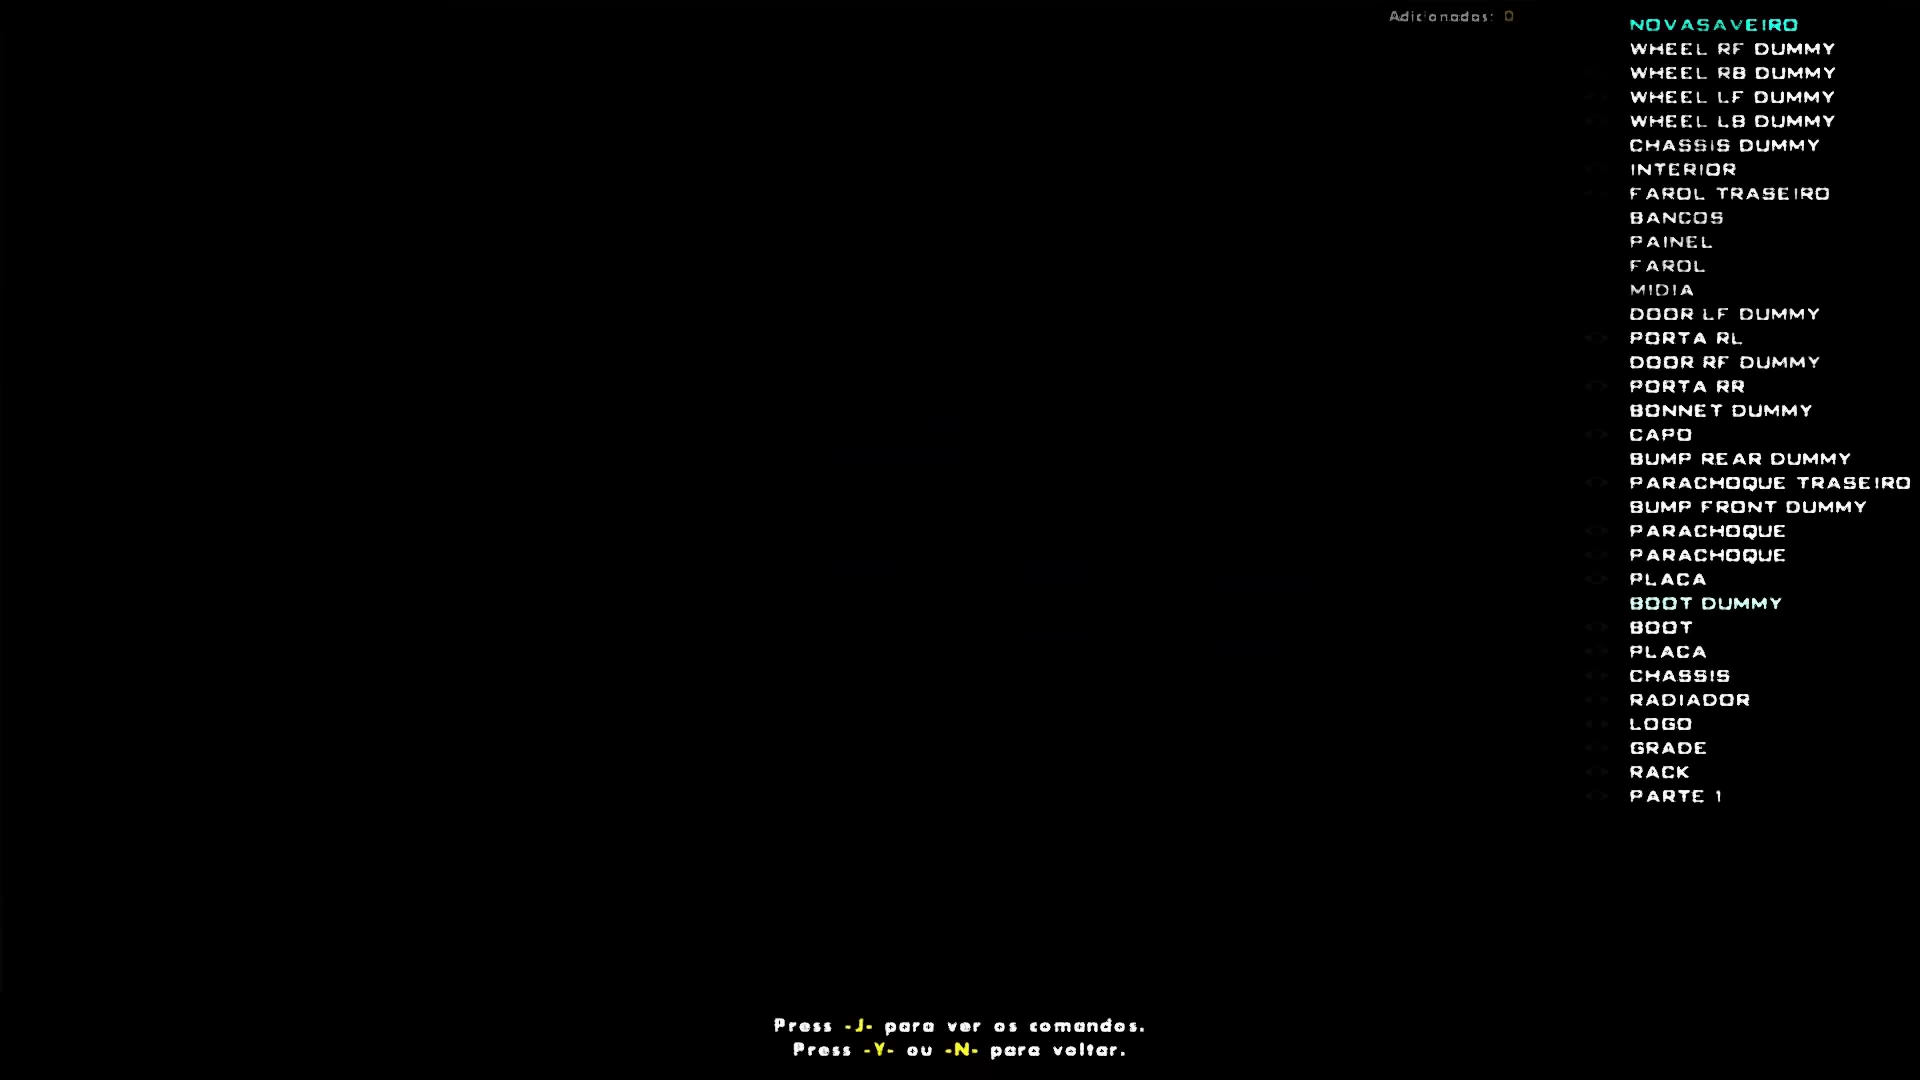 Adicionados: 0
NOVASAVEIRO
WHEEL RF DUMMY
WHEEL RB DUMMY
WHEEL LF DUMMY
WHEEL LB DUMMY
CHASSIS DUMMY
INTERIOR
FAROL TRASEIRO
BANCOS
PAINEL
FAROL
MIDIA
DOOR LF DUMMY
PORTA RL
DOOR RF DUMMY
PORTA RR
BONNET DUMMY
CAPO
BUMP REAR DUMMY
PARACHOQUE TRASEIRO
BUMP FRONT DUMMY
PARACHOQUE
PARACHOQUE
PLACA
BOOT DUMMY
BOOT
PLACA
CHASSIS
RADIADOR
LOGO
GRADE
RACK
PARTE 1
Press -J- para ver os comandos.
Press -Y- ou -N- para voltar.